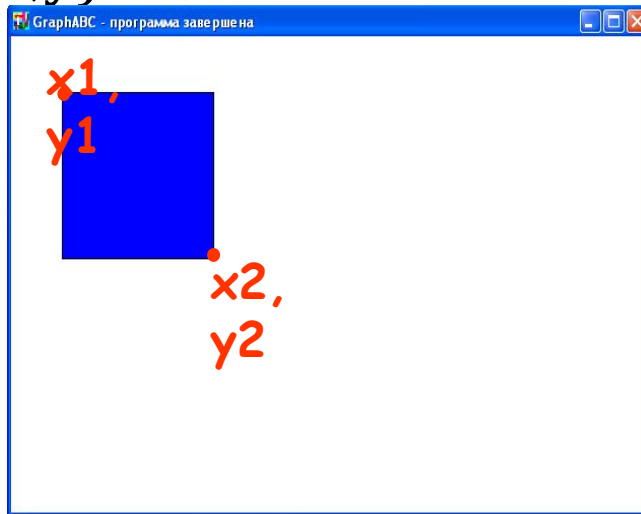 GraphABC - программа завершена
x1,
y1
x2,
y2